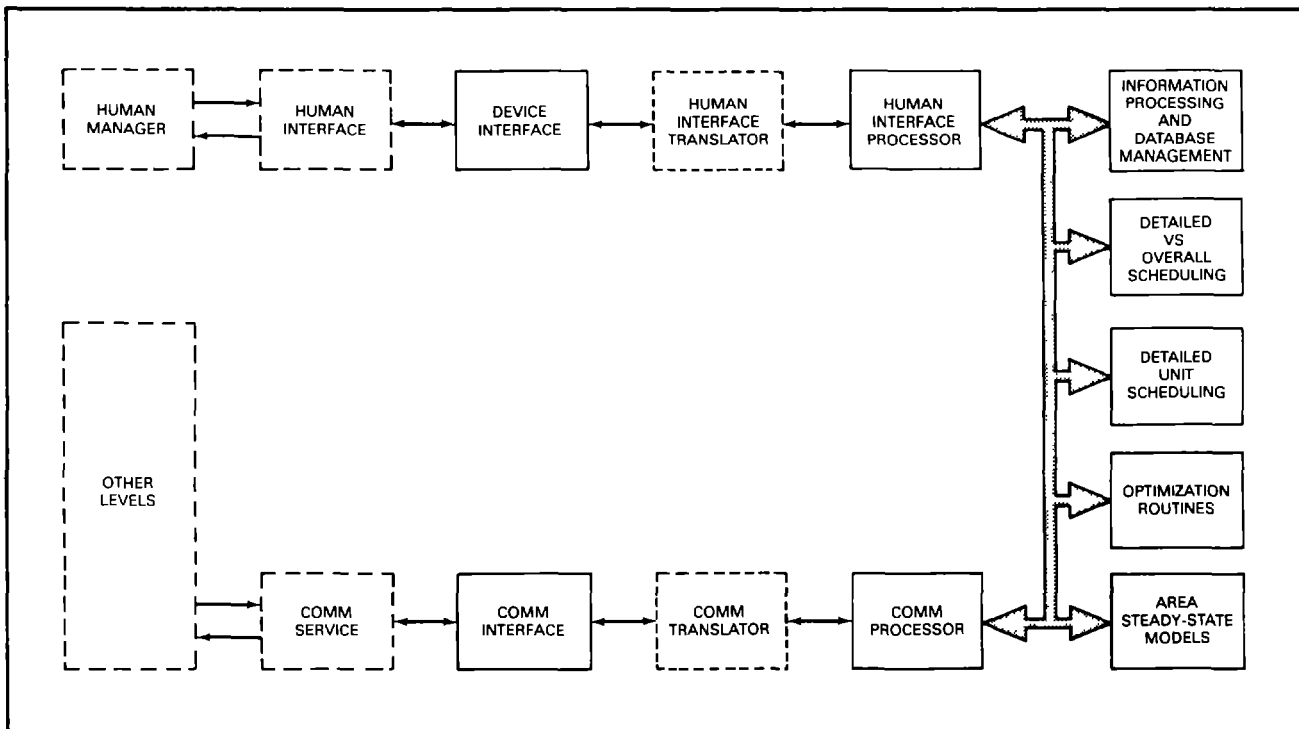 HUMAN
MANAGER
HUMAN
INTERFACE
DEVICE
INTERFACE
HUMAN
INTERFACE
TRANSLATOR
HUMAN
INTERFACE
PROCESSOR
INFORMATION
PROCESSING
AND
DATABASE
MANAGEMENT
DETAILED
VS
OVERALL
SCHEDULING
DETAILED
UNIT
SCHEDULING
OPTIMIZATION
ROUTINES
OTHER
LEVELS
COMM
SERVICE
COMM
INTERFACE
COMM
TRANSLATOR
COMM
PROCESSOR
AREA
STEADY-STATE
MODELS